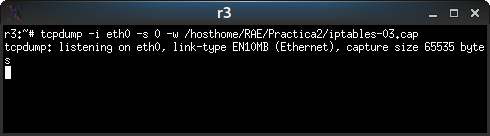 r3
r3:~# tcpdump -i eth0 -s 0 -w /hosthome/RAE/Practica2/iptables-03.cap
tcpdump: listening on eth0, link-type EN10MB (Ethernet), capture size 65535 byte
s